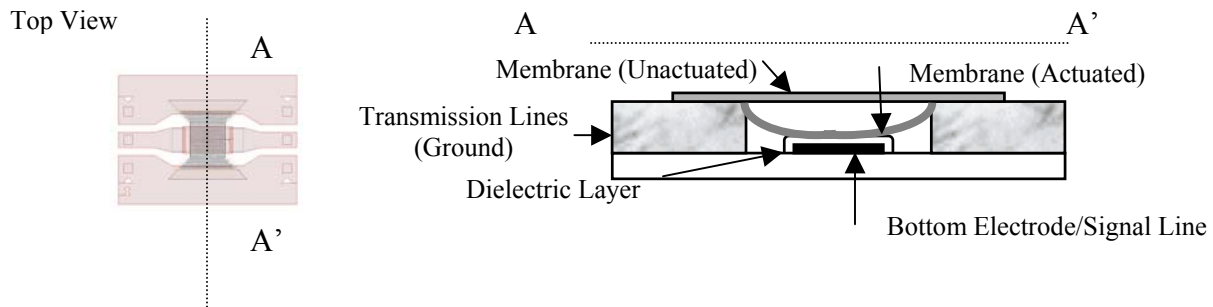 Top View
A
A’
A
A’
Membrane (Unactuated)
Membrane (Actuated)
Transmission Lines
(Ground)
Dielectric Layer
Bottom Electrode/Signal Line